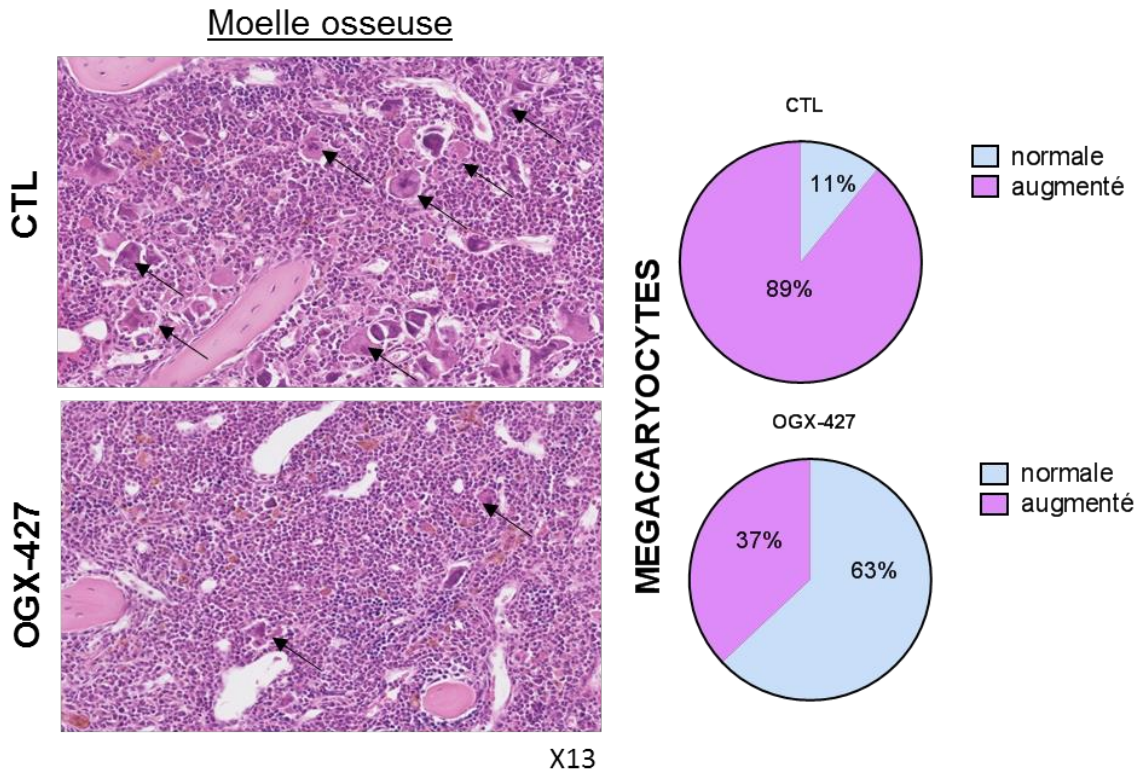 Moelle osseuse
CTL
OGX-427
X13
MEGACARYOCYTES
CTL
11%
89%
normale
augmenté
OGX-427
37%
63%
normale
augmenté